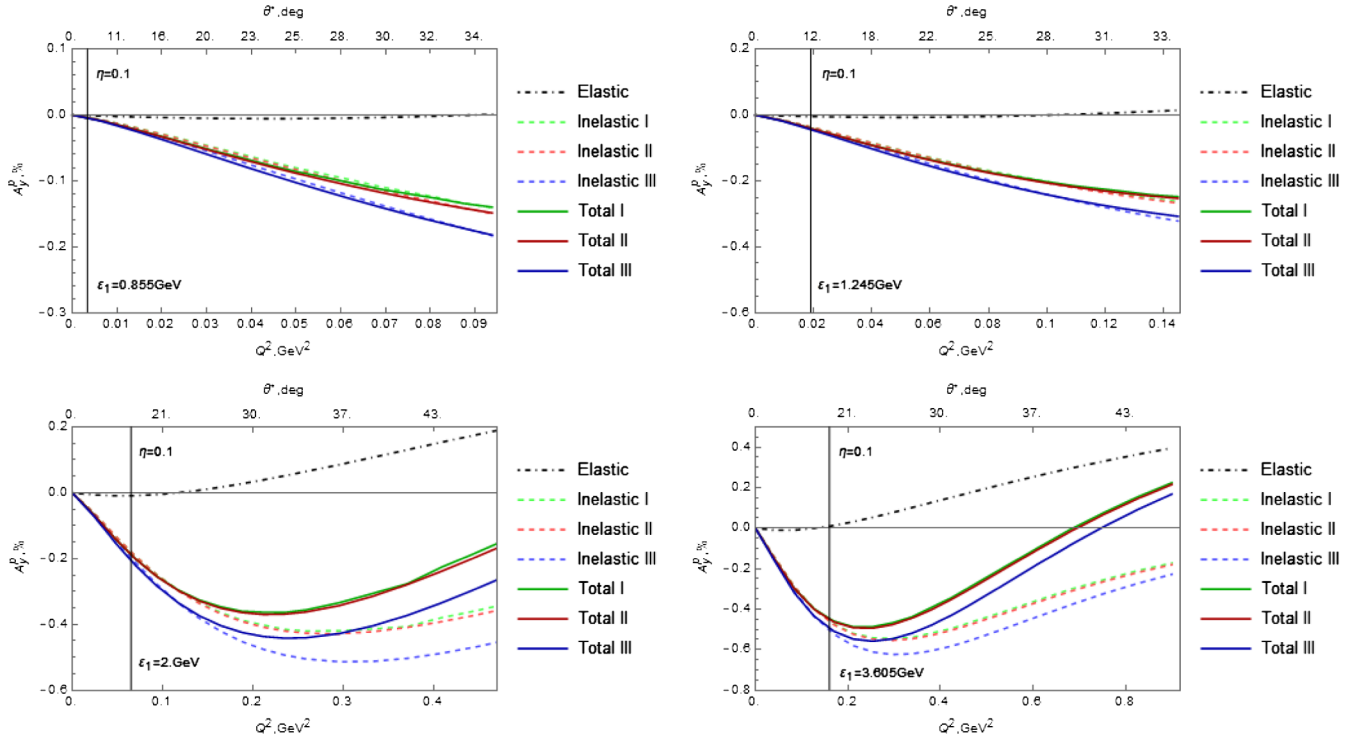 θ*,deg
0. 11. 16. 20. 23. 25. 28. 30. 32. 34.
0.1
η=0.1
0.0
-0.1
A_y^p,%
-0.2
ε₁=0.855GeV
-0.3
0. 0.01 0.02 0.03 0.04 0.05 0.06 0.07 0.08 0.09
Q²,GeV²
Elastic
Inelastic I
Inelastic II
Inelastic III
Total I
Total II
Total III
θ*,deg
0. 12. 18. 22. 25. 28. 31. 33.
0.2
η=0.1
0.0
-0.2
A_y^p,%
-0.4
ε₁=1.245GeV
-0.6
0. 0.02 0.04 0.06 0.08 0.1 0.12 0.14
Q²,GeV²
Elastic
Inelastic I
Inelastic II
Inelastic III
Total I
Total II
Total III
θ*,deg
0. 21. 30. 37. 43.
0.2
η=0.1
0.0
-0.2
A_y^p,%
-0.4
ε₁=2.GeV
-0.6
0. 0.1 0.2 0.3 0.4
Q²,GeV²
Elastic
Inelastic I
Inelastic II
Inelastic III
Total I
Total II
Total III
θ*,deg
0. 21. 30. 37. 43.
0.4
η=0.1
0.2
0.0
-0.2
A_y^p,%
-0.4
-0.6
ε₁=3.605GeV
-0.8
0. 0.2 0.4 0.6 0.8
Q²,GeV²
Elastic
Inelastic I
Inelastic II
Inelastic III
Total I
Total II
Total III